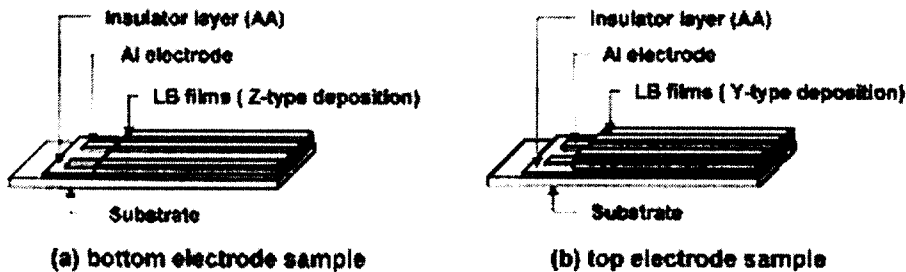 Insulator layer (AA)
Al electrode
LB films ( Z-type deposition)
Substrate
(a) bottom electrode sample
Insulator layer (AA)
Al electrode
LB films ( Y-type deposition)
Substrate
(b) top electrode sample